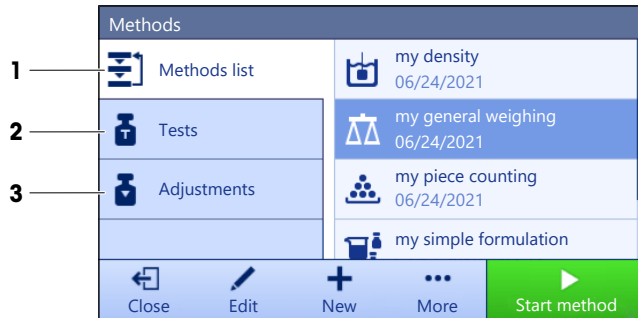 Methods
1
Methods list
2
Tests
3
Adjustments
my density
06/24/2021
my general weighing
06/24/2021
my piece counting
06/24/2021
my simple formulation
Close
Edit
New
More
Start method